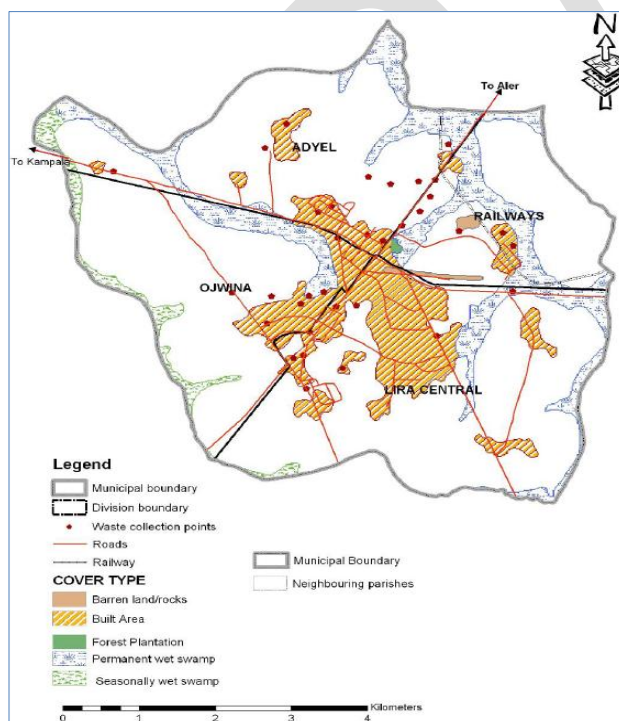 N
To Aler
ADYEL
To Kampala
RAILWAYS
OJWINA
LIRA CENTRAL
Legend
Municipal boundary
Division boundary
Waste collection points
Roads
Railway
Municipal Boundary
Neighbouring parishes
COVER TYPE
Barren land/rocks
Built Area
Forest Plantation
Permanent wet swamp
Seasonally wet swamp
Kilometers
0 1 2 3 4